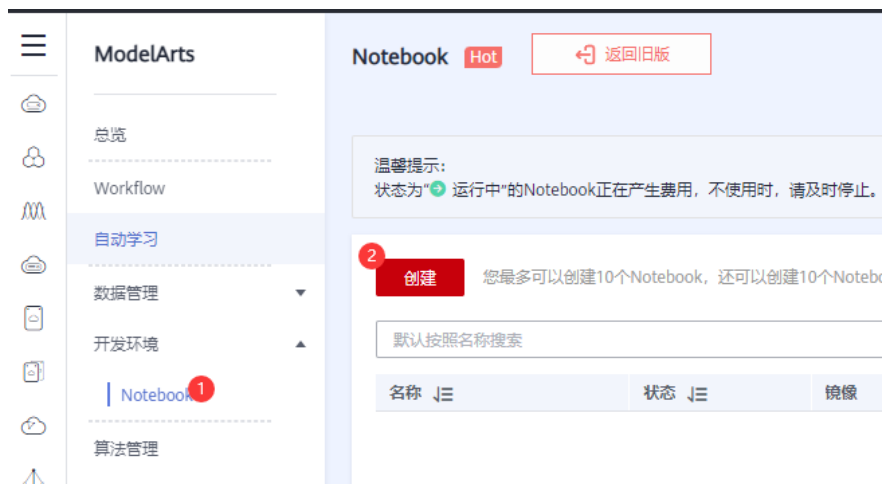 ModelArts
总览
Workflow
自动学习
数据管理
开发环境
Notebook 1
算法管理
Notebook Hot 返回旧版
温馨提示:
状态为“运行中”的Notebook正在产生费用，不使用时，请及时停止。
2
创建 您最多可以创建10个Notebook，还可以创建10个Notebo
默认按照名称搜索
名称 状态 镜像